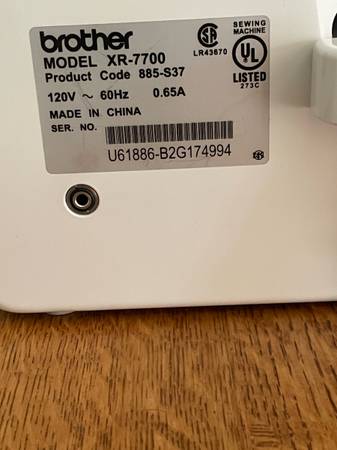 brother
MODEL XR-7700
Product Code 885-S37
120V ~ 60Hz 0.65A
MADE IN CHINA
SER. NO.
U61886-B2G174994
SA
LR43670
SEWING
MACHINE
UL
LISTED
273C